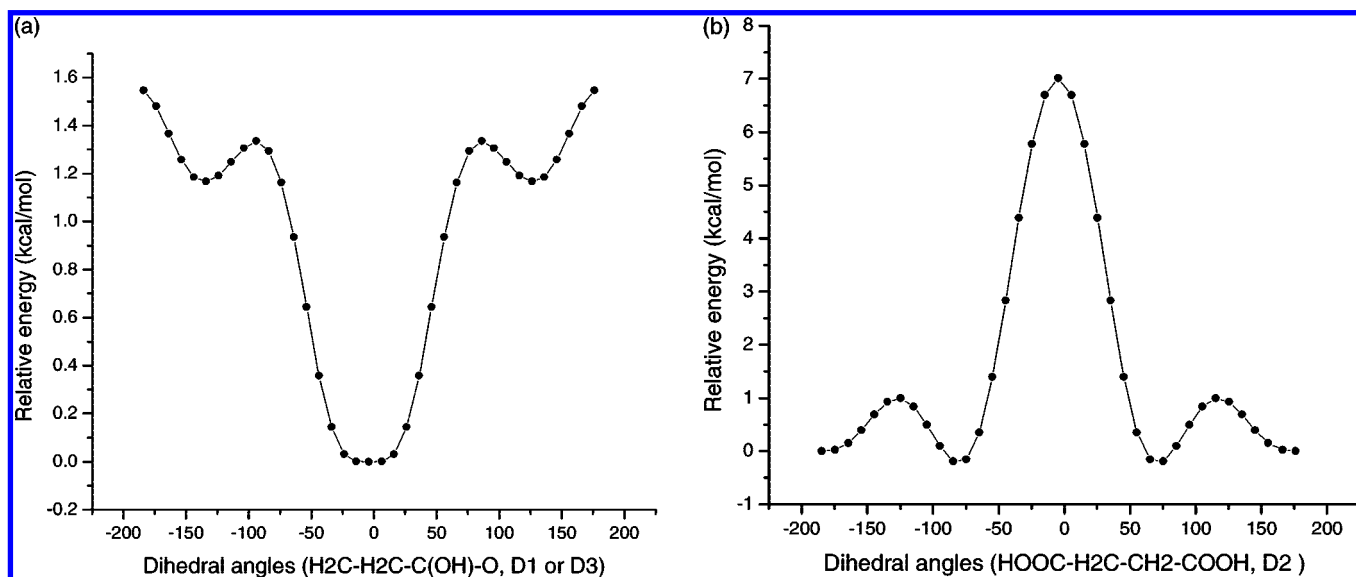 (a)
Relative energy (kcal/mol)
1.6
1.4
1.2
1.0
0.8
0.6
0.4
0.2
0.0
-0.2
-200 -150 -100 -50 0 50 100 150 200
Dihedral angles (H2C-H2C-C(OH)-O, D1 or D3)
(b)
Relative energy (kcal/mol)
8
7
6
5
4
3
2
1
0
-1
-200 -150 -100 -50 0 50 100 150 200
Dihedral angles (HOOC-H2C-CH2-COOH, D2 )